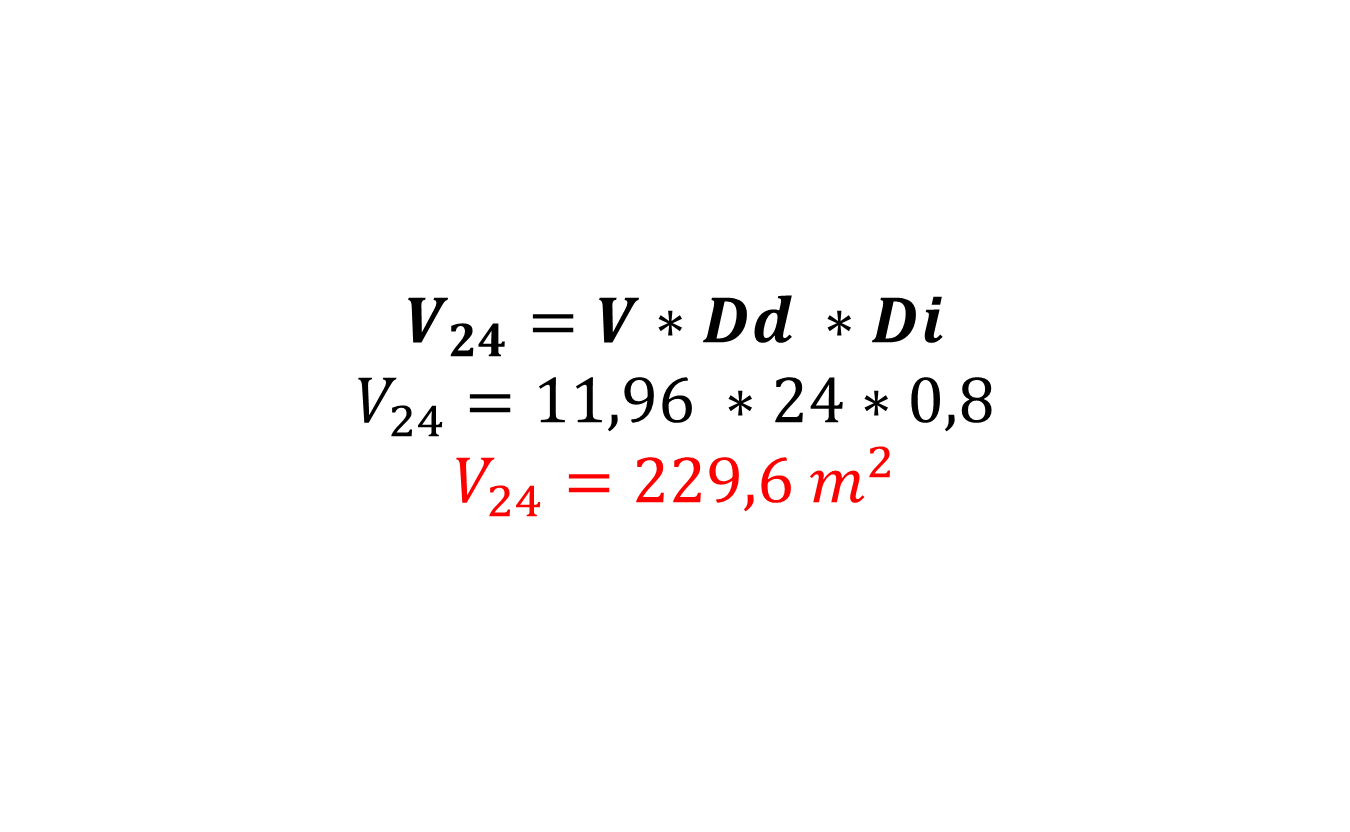 V₂₄ = V ∗ Dd ∗ Di
V₂₄ = 11,96 ∗ 24 ∗ 0,8
V₂₄ = 229,6 m²